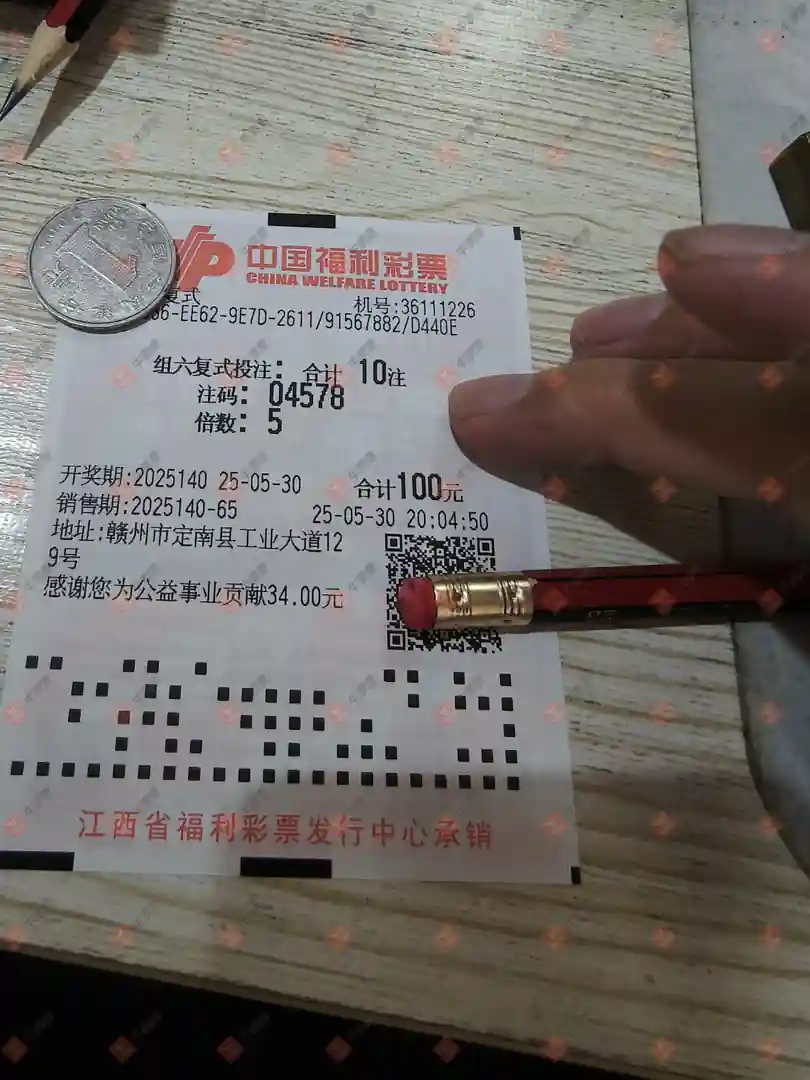 中国福利彩票
CHINA WELFARE LOTTERY
复式
机号:36111226
66-EE62-9E7D-2611/91567882/D440E
组六复式投注: 合计 10注
注码: 04578
倍数: 5
开奖期:2025140 25-05-30 合计100元
销售期:2025140-65 25-05-30 20:04:50
地址:赣州市定南县工业大道12
9号
感谢您为公益事业贡献34.00元
江西省福利彩票发行中心承销